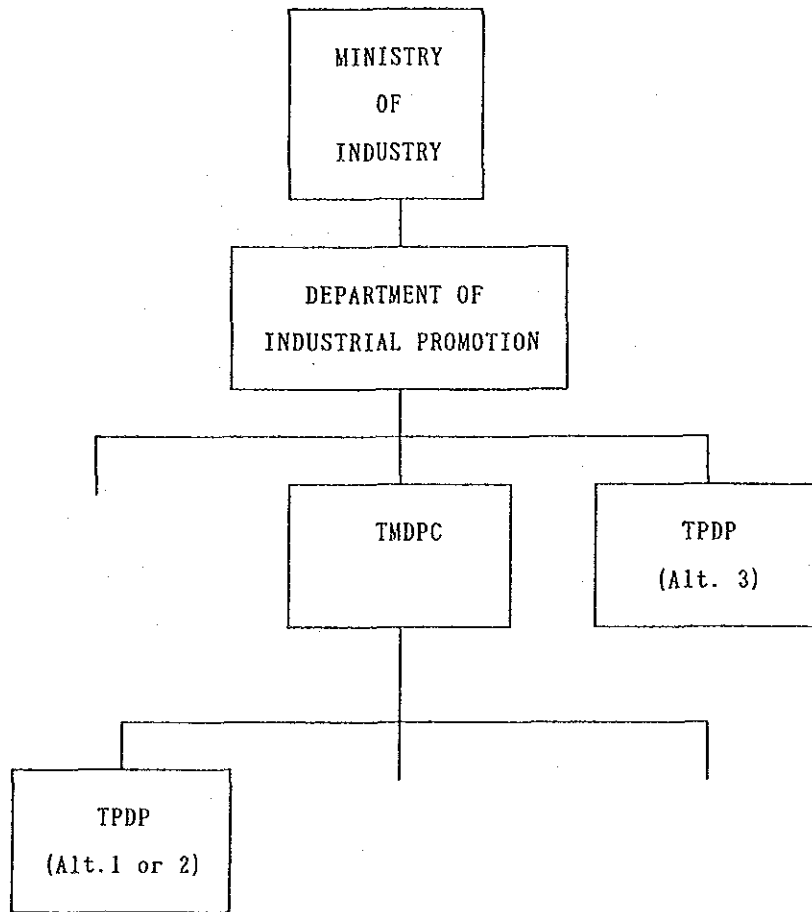 MINISTRY
OF
INDUSTRY
DEPARTMENT OF
INDUSTRIAL PROMOTION
TMDPC
TPDP
(Alt. 3)
TPDP
(Alt.1 or 2)